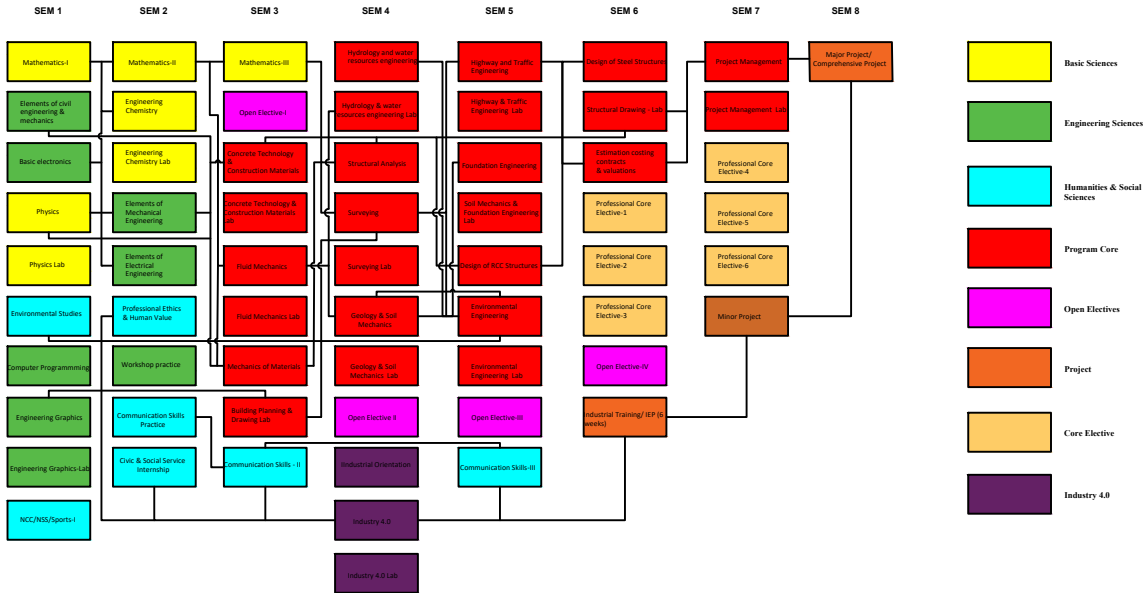 SEM 1
SEM 2
SEM 3
SEM 4
SEM 5
SEM 6
SEM 7
SEM 8
Mathematics-I
Elements of civil
engineering &
mechanics
Basic electronics
Physics
Physics Lab
Environmental Studies
Computer Programmming
Engineering Graphics
Engineering Graphics-Lab
NCC/NSS/Sports-I
Mathematics-II
Engineering
Chemistry
Engineering
Chemistry Lab
Elements of
Mechanical
Engineering
Elements of
Electrical
Engineering
Professional Ethics
& Human Value
Workshop practice
Communication Skills
Practice
Civic & Social Service
Internship
Mathematics-III
Open Elective-I
Concrete Technology
&
Construction Materials
Concrete Technology &
Construction Materials
Lab
Fluid Mechanics
Fluid Mechanics Lab
Mechanics of Materials
Building Planning &
Drawing Lab
Communication Skills - II
Hydrology and water
resources engineering
Hydrology & water
resources engineering Lab
Structural Analysis
Surveying
Surveying Lab
Geology & Soil
Mechanics
Geology & Soil
Mechanics Lab
Open Elective II
IIndustrial Orientation
Industry 4.0
Industry 4.0 Lab
Highway and Traffic
Engineering
Highway & Traffic
Engineering Lab
Foundation Engineering
Soil Mechanics &
Foundation Engineering
Lab
Design of RCC Structures
Environmental
Engineering
Environmental
Engineering Lab
Open Elective-III
Communication Skills-III
Design of Steel Structures
Structural Drawing - Lab
Estimation costing
contracts
& valuations
Professional Core
Elective-1
Professional Core
Elective-2
Professional Core
Elective-3
Open Elective-IV
Industrial Training/ IEP (6
weeks)
Project Management
Project Management Lab
Professional Core
Elective-4
Professional Core
Elective-5
Professional Core
Elective-6
Minor Project
Major Project/
Comprehensive Project
Basic Sciences
Engineering Sciences
Humanities & Social
Sciences
Program Core
Open Electives
Project
Core Elective
Industry 4.0